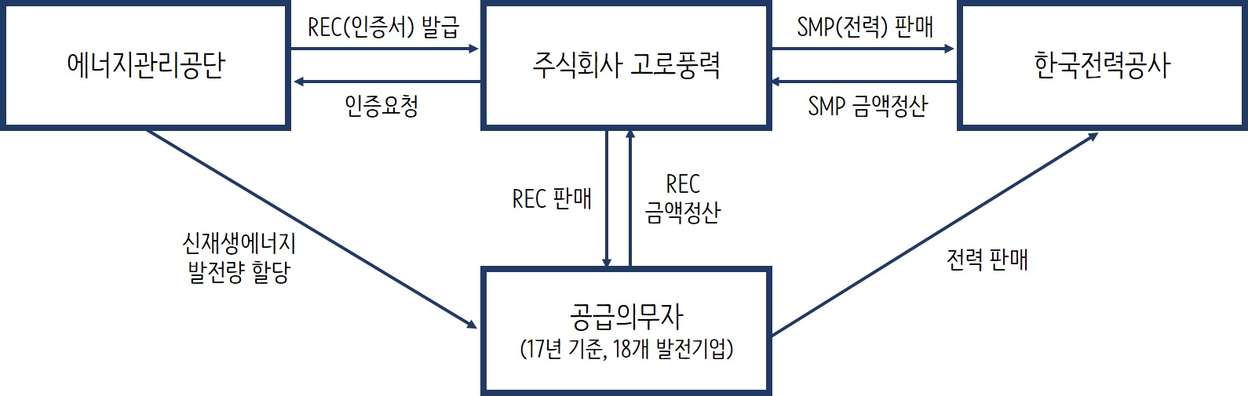 REC(인증서) 발급
SMP(전력) 판매
에너지관리공단
주식회사 고로풍력
한국전력공사
인증요청
SMP 금액정산
REC 판매
REC
금액정산
신재생에너지
발전량 할당
전력 판매
공급의무자
(17년 기준, 18개 발전기업)